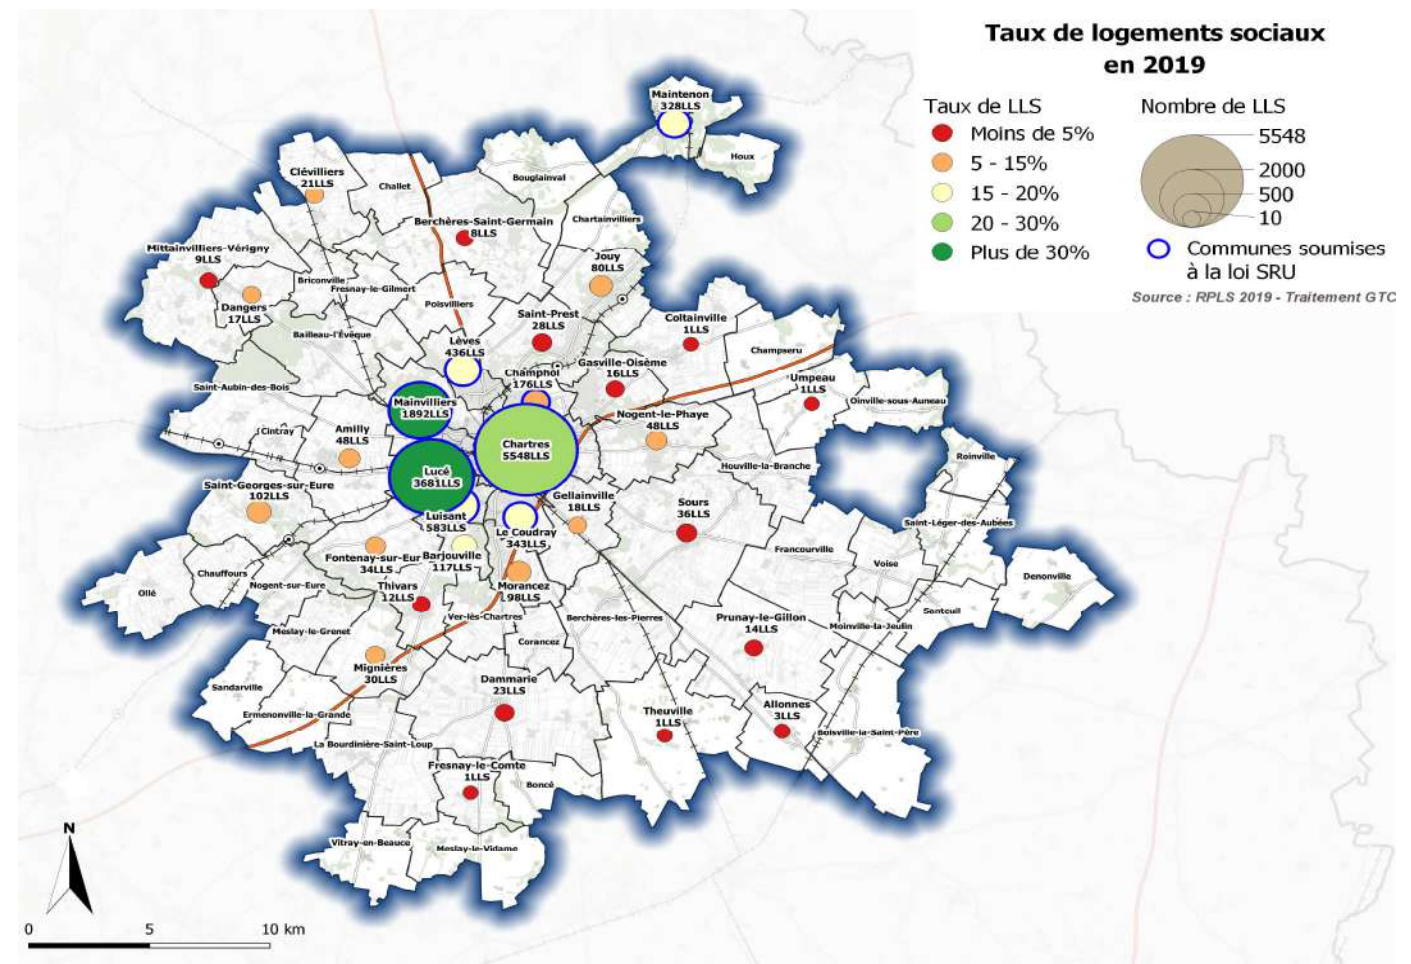 Taux de logements sociaux
en 2019
Taux de LLS
Moins de 5%
5 - 15%
15 - 20%
20 - 30%
Plus de 30%
Nombre de LLS
5548
2000
500
10
Communes soumises
à la loi SRU
Source : RPLS 2019 - Traitement GTC
Maintenon
328LLS
Houx
Clévilliers
21LLS
Challet
Bouglainval
Berchères-Saint-Germain
8LLS
Chartainvilliers
Mittainvilliers-Vérigny
9LLS
Jouy
80LLS
Briconville
Fresnay-le-Gilmert
Dangers
17LLS
Poisvilliers
Saint-Prest
28LLS
Coltainville
1LLS
Bailleau-l'Évêque
Lèves
436LLS
Champseru
Gasville-Oisème
16LLS
Champhol
176LLS
Umpeau
1LLS
Saint-Aubin-des-Bois
Oinville-sous-Auneau
Mainvilliers
1892LLS
Nogent-le-Phaye
48LLS
Cintray
Amilly
48LLS
Chartres
5548LLS
Roinville
Houville-la-Branche
Lucé
3681LLS
Saint-Georges-sur-Eure
102LLS
Gellainville
18LLS
Sours
36LLS
Luisant
583LLS
Saint-Léger-des-Aubées
Le Coudray
343LLS
Francourville
Fontenay-sur-Eur
34LLS
Barjouville
117LLS
Voise
Chauffours
Nogent-sur-Eure
Denonville
Ollé
Thivars
12LLS
Morancez
98LLS
Santeuil
Ver-lès-Chartres
Berchères-les-Pierres
Prunay-le-Gillon
14LLS
Moinville-la-Jeulin
Meslay-le-Grenet
Corancez
Mignières
30LLS
Dammarie
23LLS
Sandarville
Ermenonville-la-Grande
Theuville
1LLS
Allonnes
3LLS
Boisville-la-Saint-Père
La Bourdinière-Saint-Loup
Fresnay-le-Comte
1LLS
Boncé
Vitray-en-Beauce
Meslay-le-Vidame
N
0
5
10 km